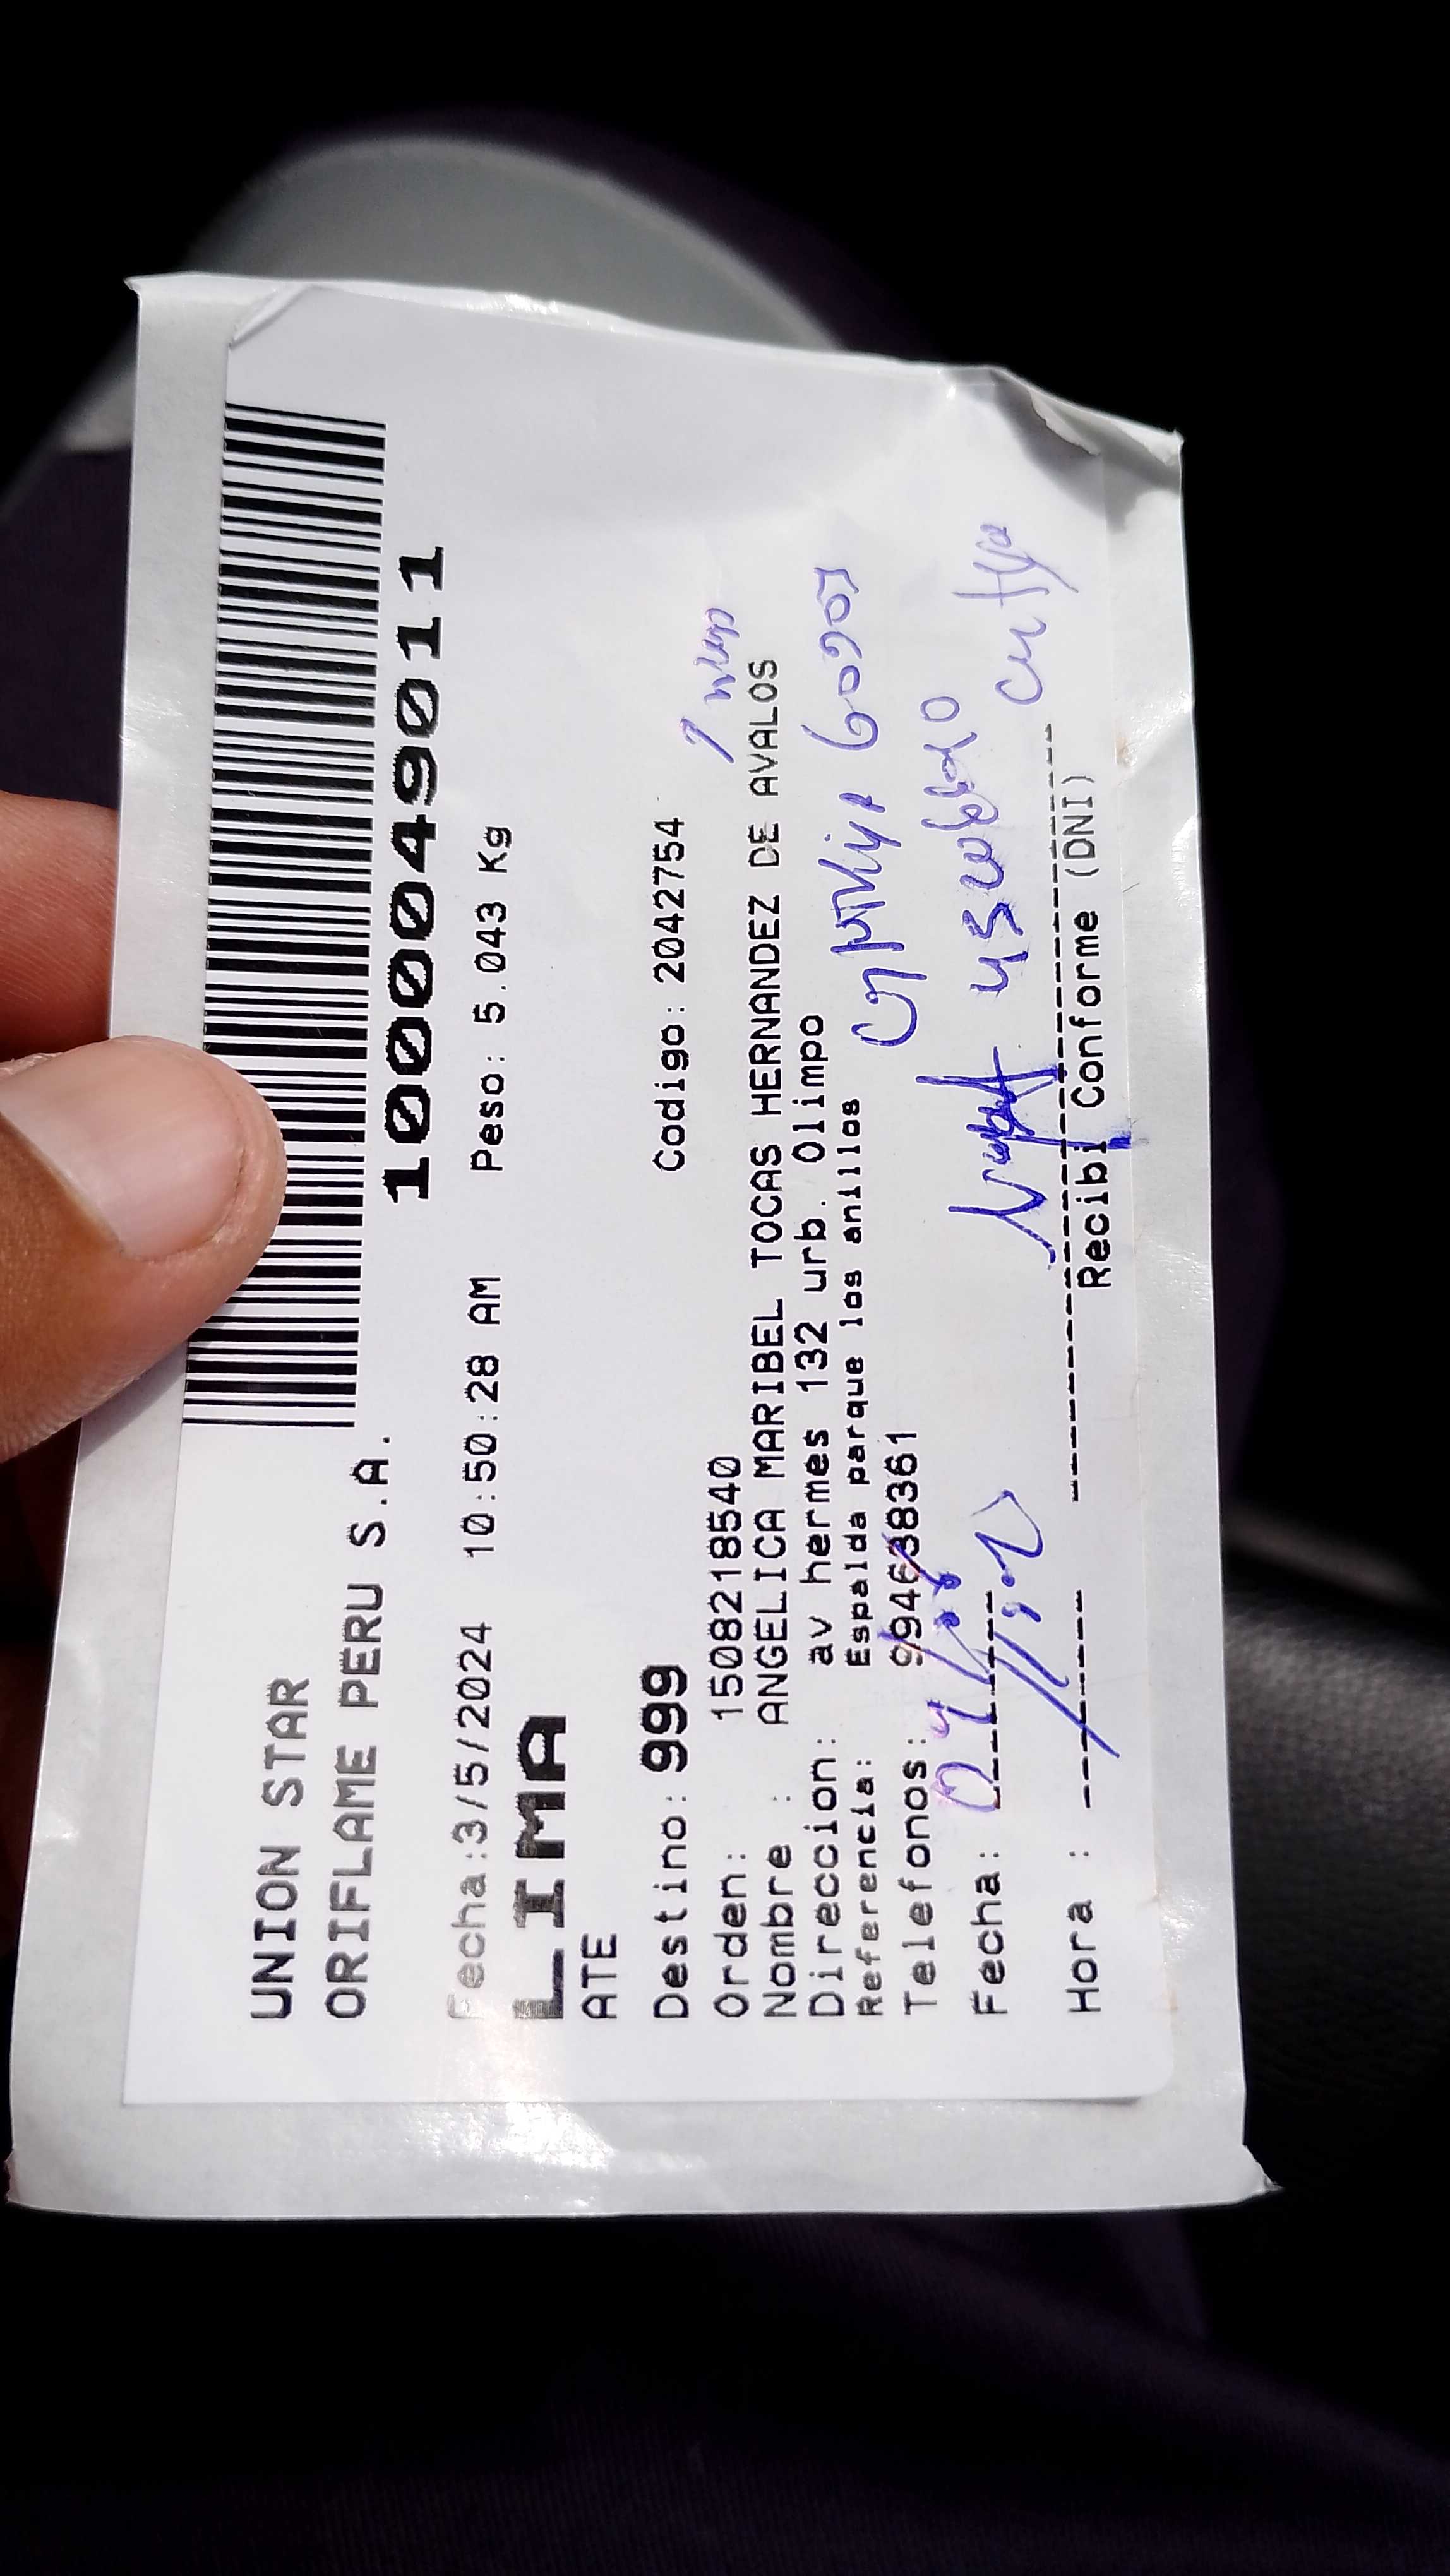 UNION STAR
ORIFLAME PERU S.A.
1000049011
Fecha:3/5/2024 10:50:28 AM Peso: 5.043 Kg
LIMA
ATE
Destino: 999 Codigo: 2042754
Orden: 1508218540
Nombre : ANGELICA MARIBEL TOCAS HERNANDEZ DE AVALOS
Direccion: av hermes 132 urb. Olimpo
Referencia: Espalda parque los anillos
Telefonos: 994638361
Fecha:
Hora :
Recibi Conforme (DNI)